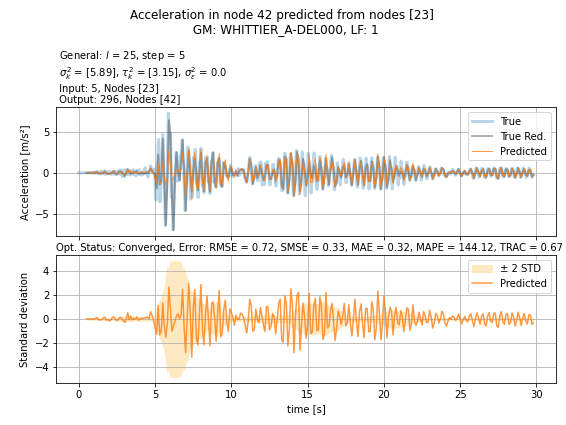 Acceleration in node 42 predicted from nodes [23]
GM: WHITTIER_A-DEL000, LF: 1
General: l = 25, step = 5
σ_k² = [5.89], τ_k² = [3.15], σ_ε² = 0.0
Input: 5, Nodes [23]
Output: 296, Nodes [42]
Acceleration [m/s²]
5
0
−5
True
True Red.
Predicted
Opt. Status: Converged, Error: RMSE = 0.72, SMSE = 0.33, MAE = 0.32, MAPE = 144.12, TRAC = 0.67
Standard deviation
4
2
0
−2
−4
± 2 STD
Predicted
0 5 10 15 20 25 30
time [s]